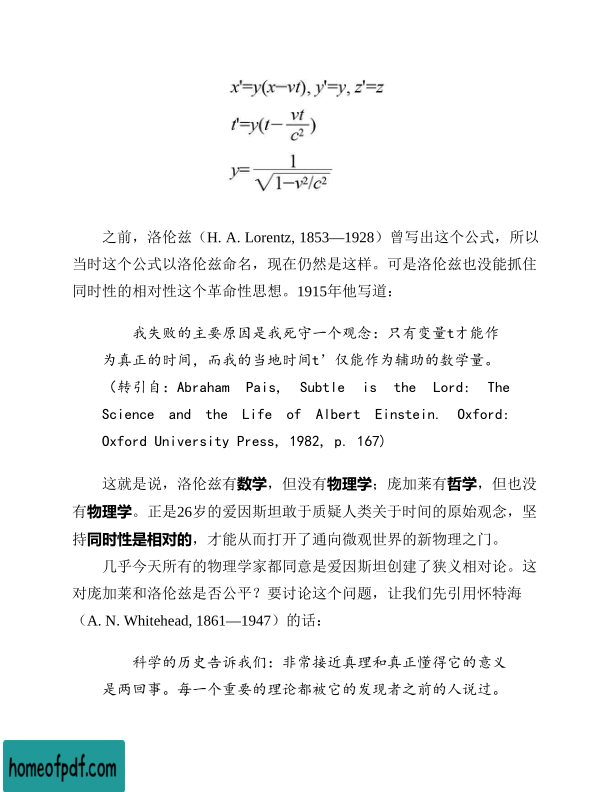 x'=y(x−vt), y'=y, z'=z
t'=y(t− vt/c²)
y= 1/√1−v²/c²
之前，洛伦兹（H. A. Lorentz, 1853—1928）曾写出这个公式，所以
当时这个公式以洛伦兹命名，现在仍然是这样。可是洛伦兹也没能抓住
同时性的相对性这个革命性思想。1915年他写道：
我失败的主要原因是我死守一个观念：只有变量t才能作
为真正的时间，而我的当地时间t’仅能作为辅助的数学量。
（转引自：Abraham Pais, Subtle is the Lord: The
Science and the Life of Albert Einstein. Oxford:
Oxford University Press, 1982, p. 167)
这就是说，洛伦兹有数学，但没有物理学；庞加莱有哲学，但也没
有物理学。正是26岁的爱因斯坦敢于质疑人类关于时间的原始观念，坚
持同时性是相对的，才能从而打开了通向微观世界的新物理之门。
几乎今天所有的物理学家都同意是爱因斯坦创建了狭义相对论。这
对庞加莱和洛伦兹是否公平？要讨论这个问题，让我们先引用怀特海
（A. N. Whitehead, 1861—1947）的话：
科学的历史告诉我们：非常接近真理和真正懂得它的意义
是两回事。每一个重要的理论都被它的发现者之前的人说过。
homeofpdf.com